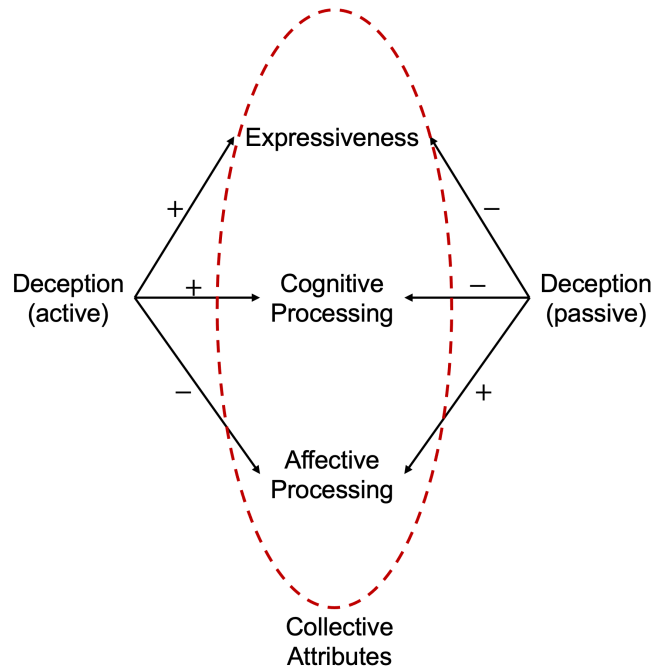 Expressiveness
+
−
Deception
(active)
+
Cognitive
Processing
−
Deception
(passive)
−
+
Affective
Processing
Collective
Attributes